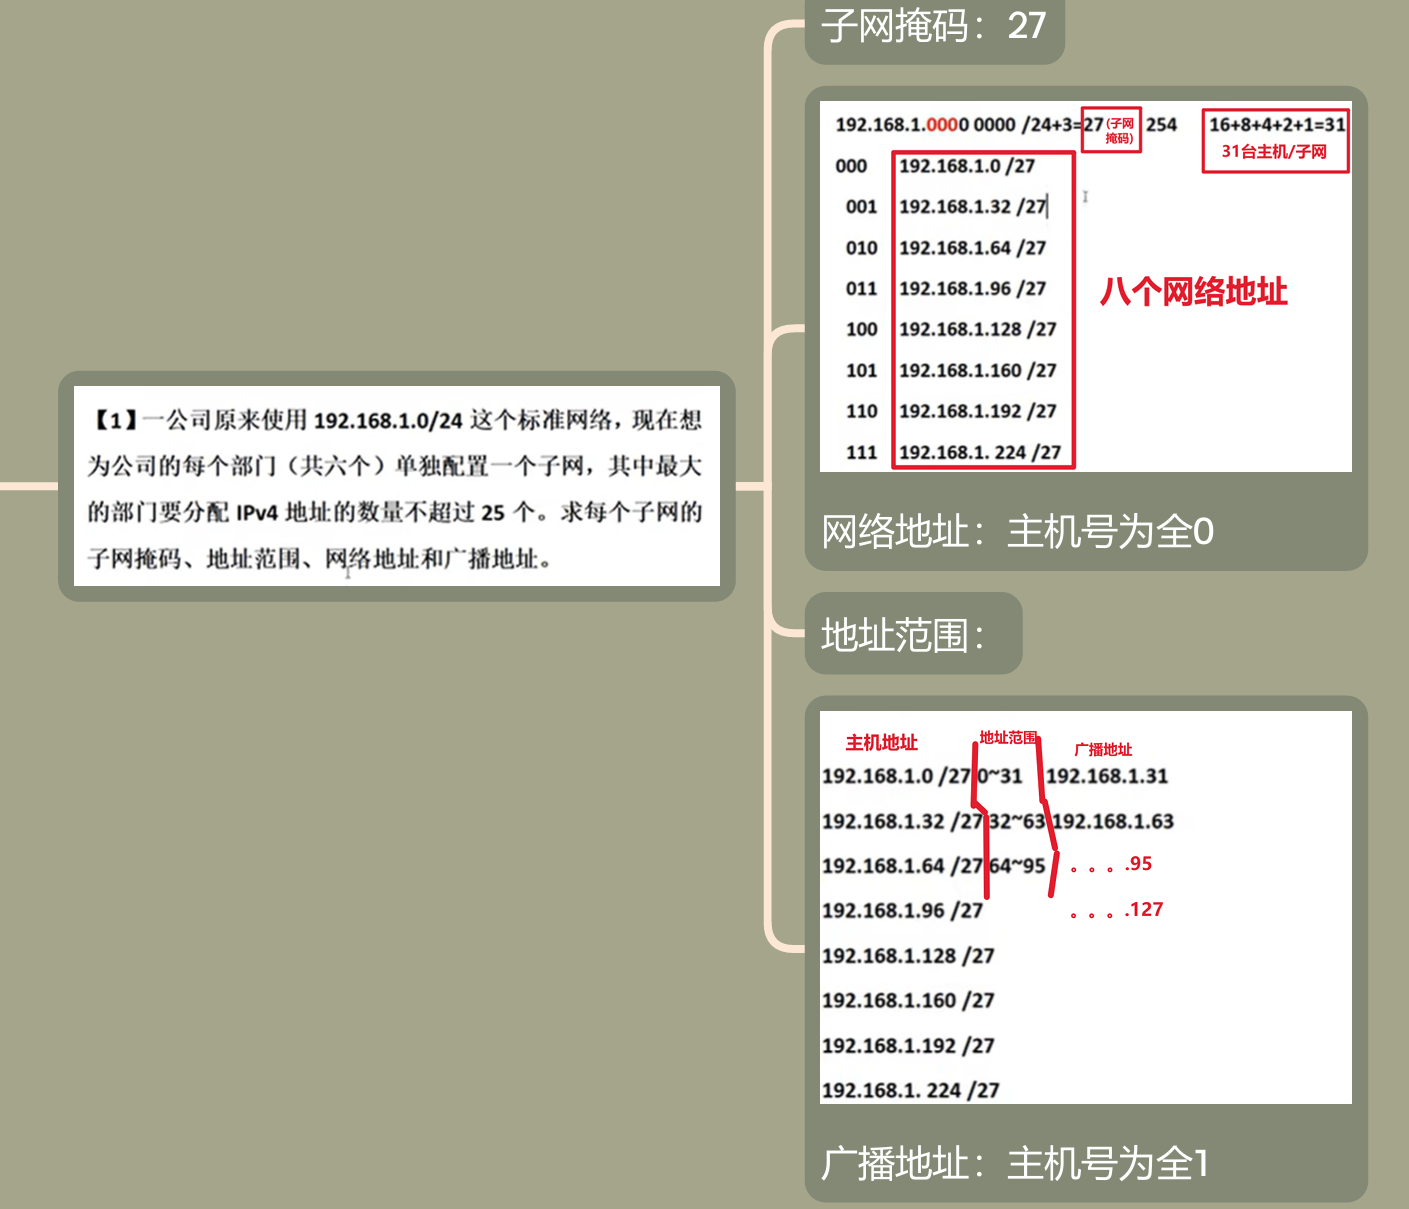 【1】一公司原来使用 192.168.1.0/24 这个标准网络，现在想
为公司的每个部门（共六个）单独配置一个子网，其中最大
的部门要分配 IPv4 地址的数量不超过 25 个。求每个子网的
子网掩码、地址范围、网络地址和广播地址。
子网掩码：27
192.168.1.0000 0000 /24+3=27 (子网掩码) 254 16+8+4+2+1=31
31台主机/子网
000 192.168.1.0 /27
001 192.168.1.32 /27
010 192.168.1.64 /27
011 192.168.1.96 /27
八个网络地址
100 192.168.1.128 /27
101 192.168.1.160 /27
110 192.168.1.192 /27
111 192.168.1. 224 /27
网络地址：主机号为全0
地址范围：
主机地址 地址范围 广播地址
192.168.1.0 /27 0~31 192.168.1.31
192.168.1.32 /27 32~63 192.168.1.63
192.168.1.64 /27 64~95 。。。.95
192.168.1.96 /27 。。。.127
192.168.1.128 /27
192.168.1.160 /27
192.168.1.192 /27
192.168.1. 224 /27
广播地址：主机号为全1